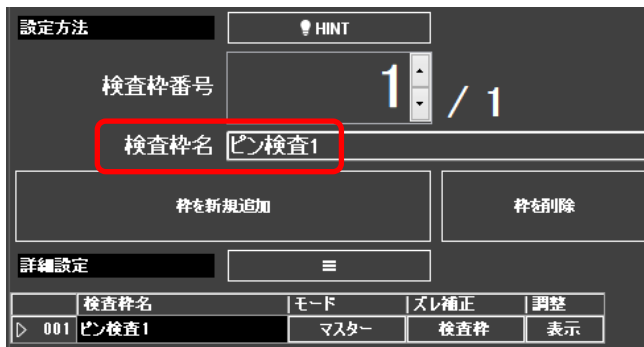 設定方法 HINT
検査枠番号 1 / 1
検査枠名 ピン検査1
枠を新規追加 枠を削除
詳細設定 ≡
検査枠名 モード ズレ補正 調整
001 ピン検査1 マスター 検査枠 表示